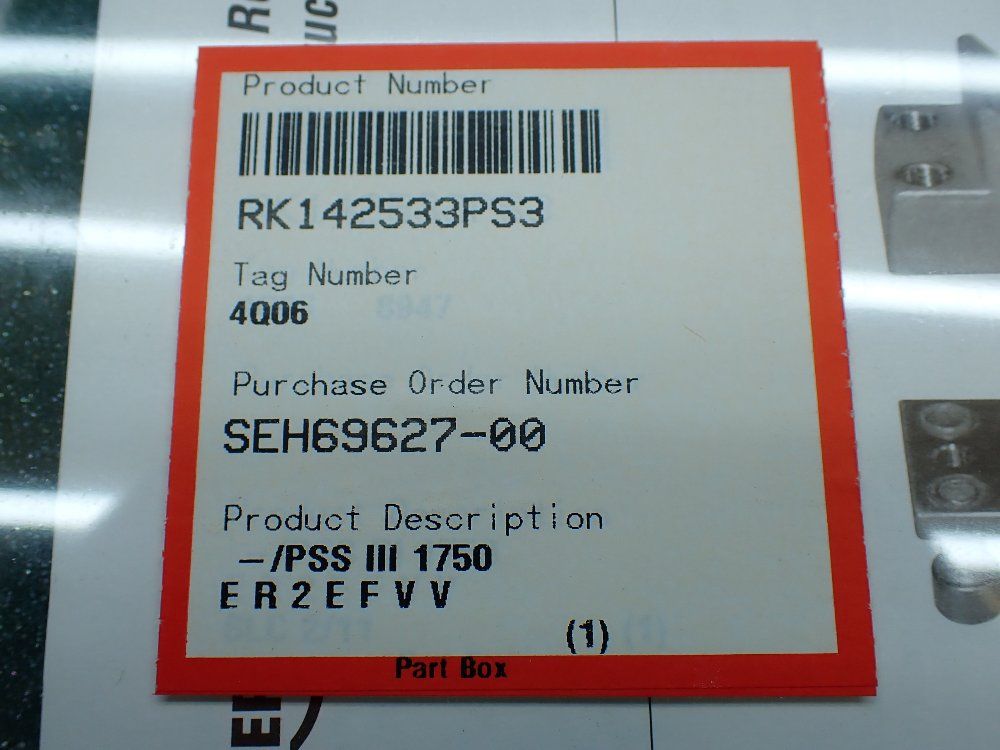 Product Number
RK142533PS3
Tag Number
4Q06
Purchase Order Number
SEH69627-00
Product Description
–/PSS III 1750
E R 2 E F V V
(1)
Part Box